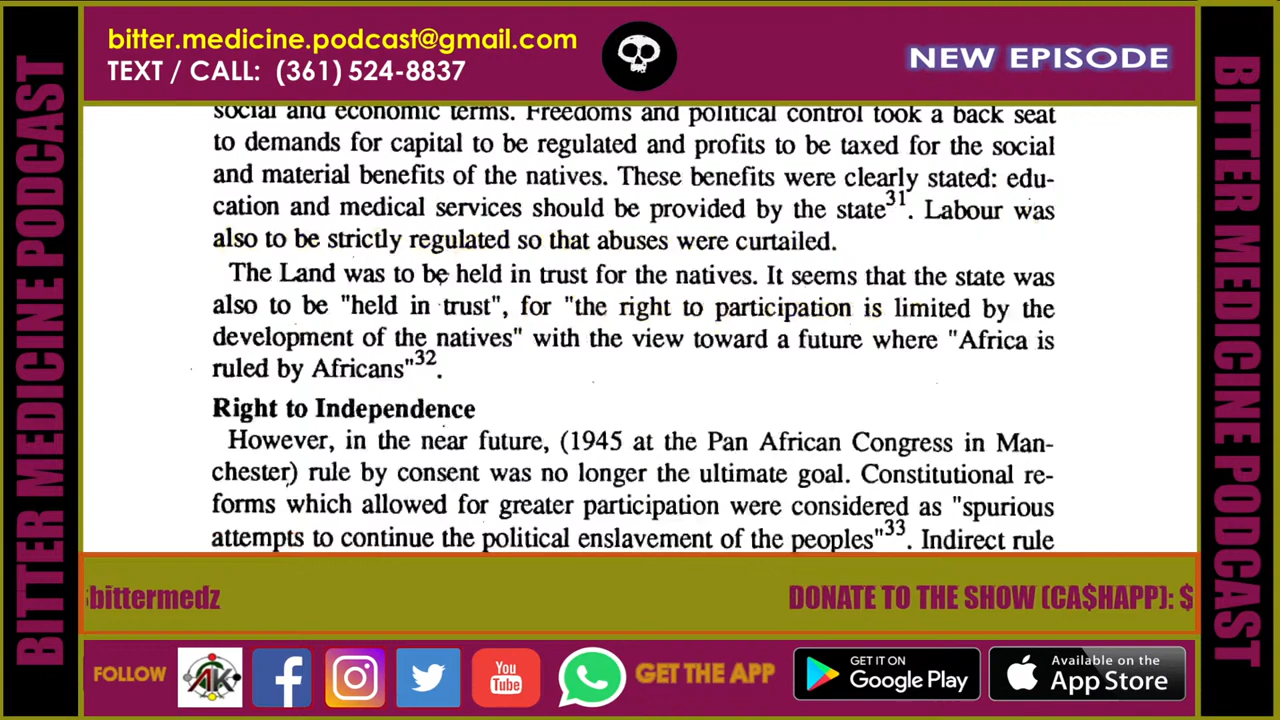 bitter.medicine.podcast@gmail.com
TEXT / CALL: (361) 524-8837
NEW EPISODE
BITTER MEDICINE PODCAST
social and economic terms. Freedoms and political control took a back seat
to demands for capital to be regulated and profits to be taxed for the social
and material benefits of the natives. These benefits were clearly stated: edu-
cation and medical services should be provided by the state31. Labour was
also to be strictly regulated so that abuses were curtailed.
The Land was to be held in trust for the natives. It seems that the state was
also to be "held in trust", for "the right to participation is limited by the
development of the natives" with the view toward a future where "Africa is
ruled by Africans"32.
Right to Independence
However, in the near future, (1945 at the Pan African Congress in Man-
chester) rule by consent was no longer the ultimate goal. Constitutional re-
forms which allowed for greater participation were considered as "spurious
attempts to continue the political enslavement of the peoples"33. Indirect rule
BITTER MEDICINE PODCAST
bittermedz
DONATE TO THE SHOW (CA$HAPP): $
FOLLOW
ATK
You
Tube
GET THE APP
GET IT ON
Google Play
Available on the
App Store